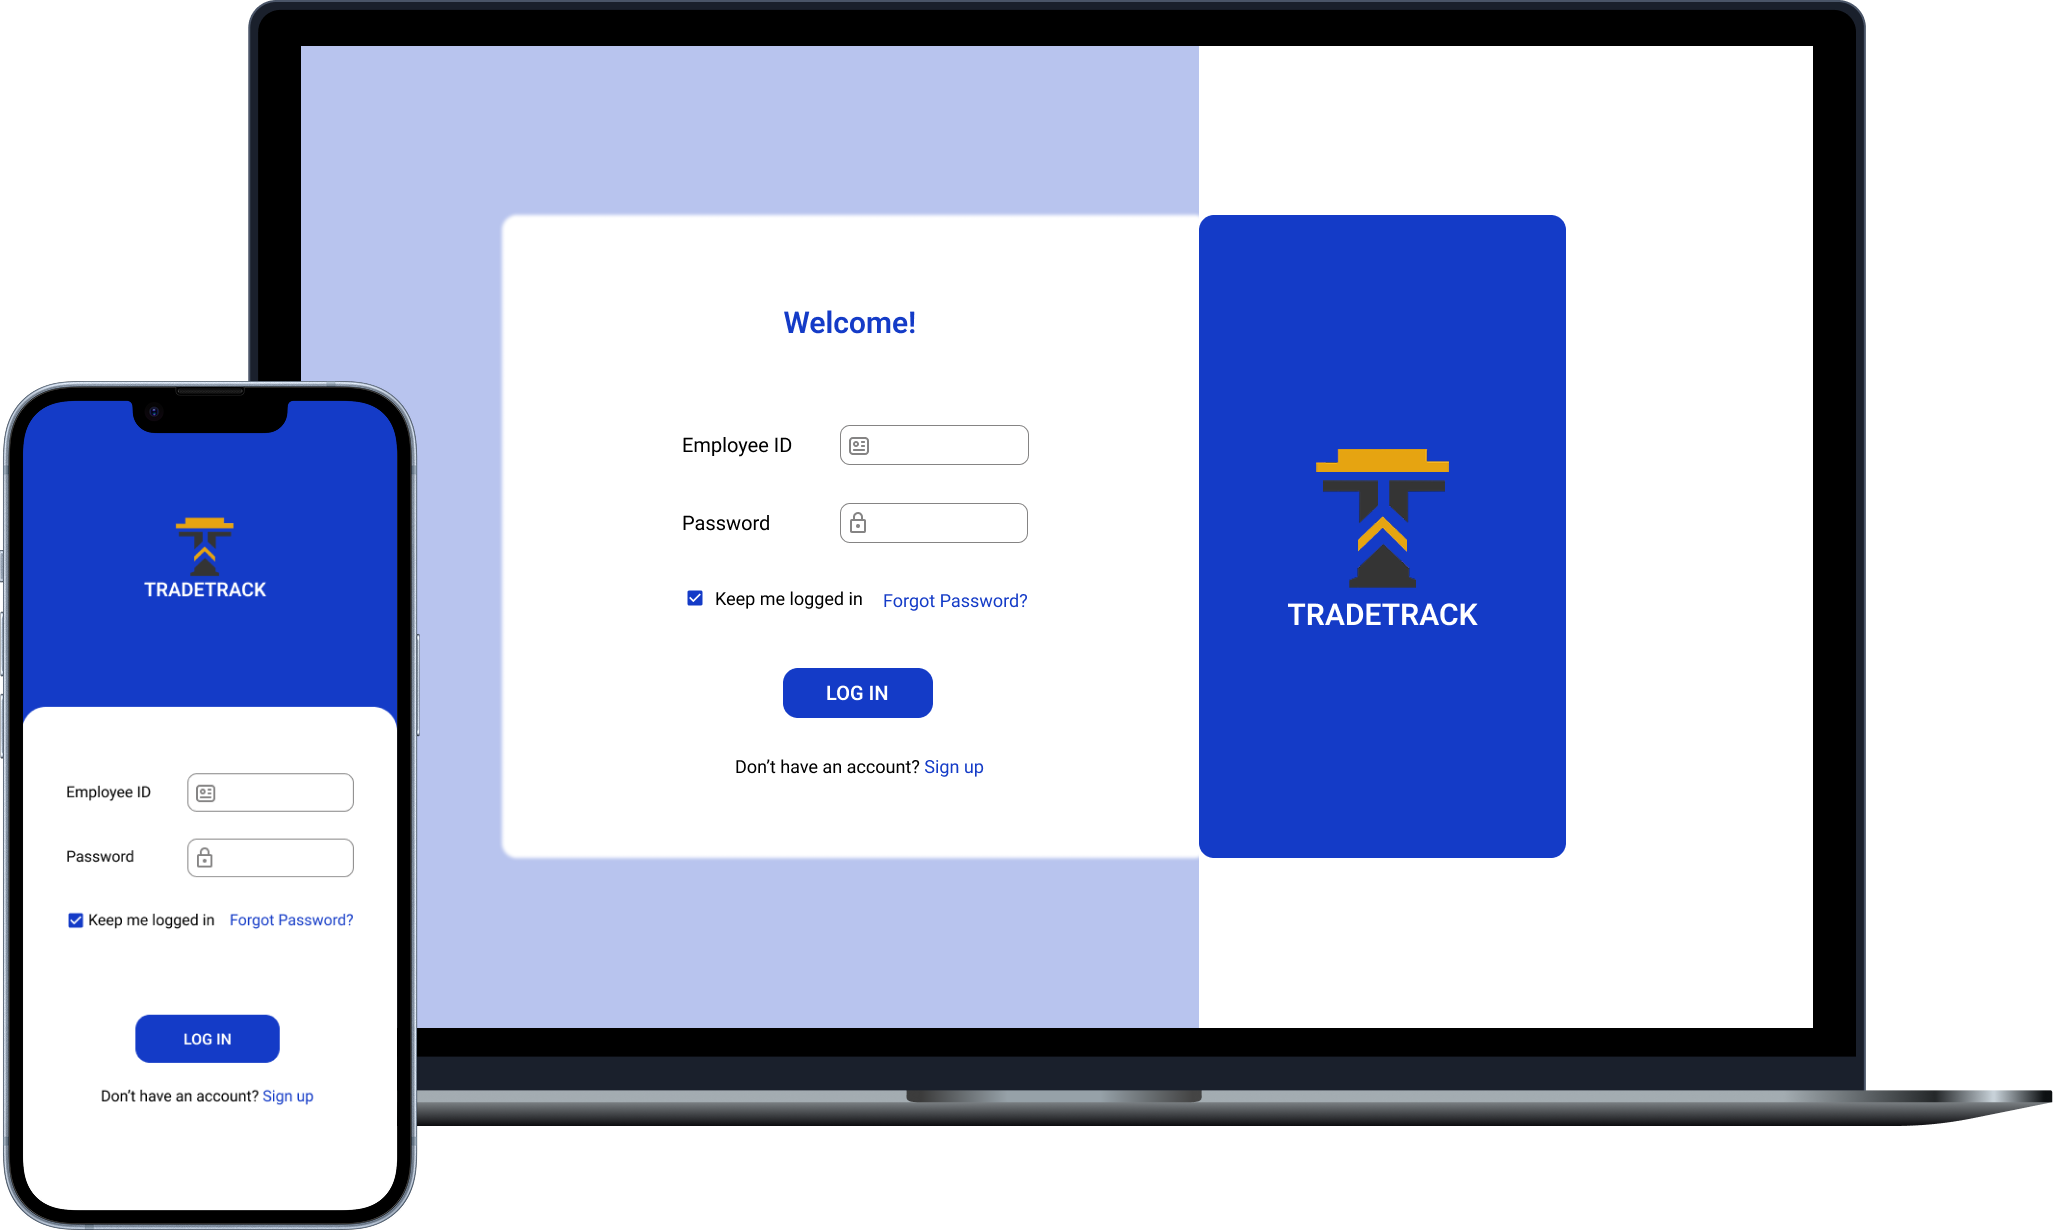 Welcome!
Employee ID
Password
Keep me logged in Forgot Password?
LOG IN
Don’t have an account? Sign up
TRADETRACK
TRADETRACK
Employee ID
Password
Keep me logged in Forgot Password?
LOG IN
Don’t have an account? Sign up